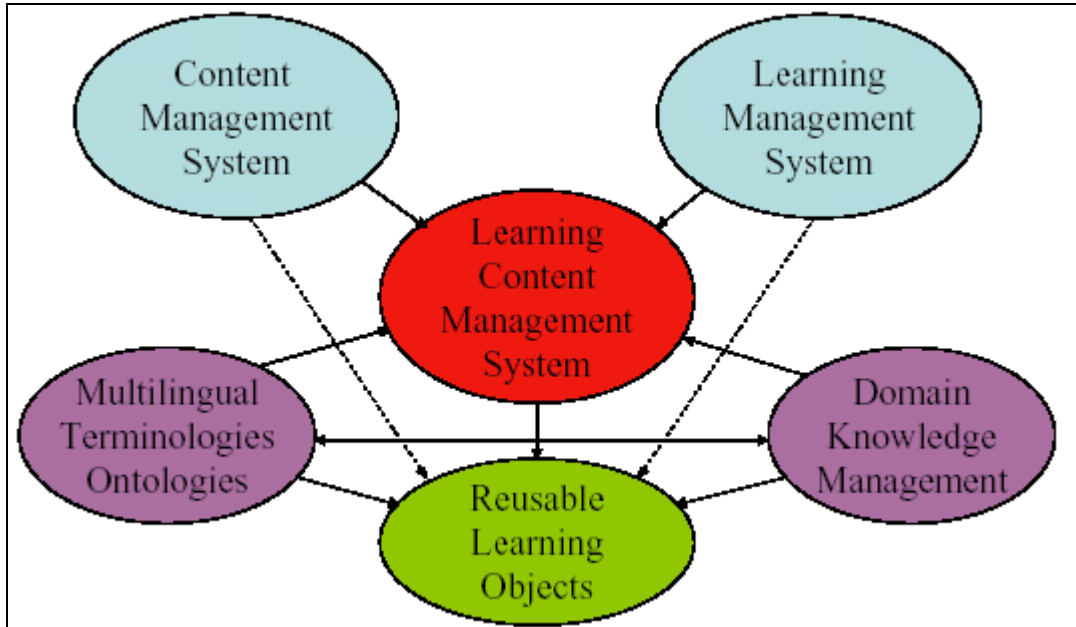 Content
Management
System
Learning
Management
System
Learning
Content
Management
System
Multilingual
Terminologies
Ontologies
Domain
Knowledge
Management
Reusable
Learning
Objects